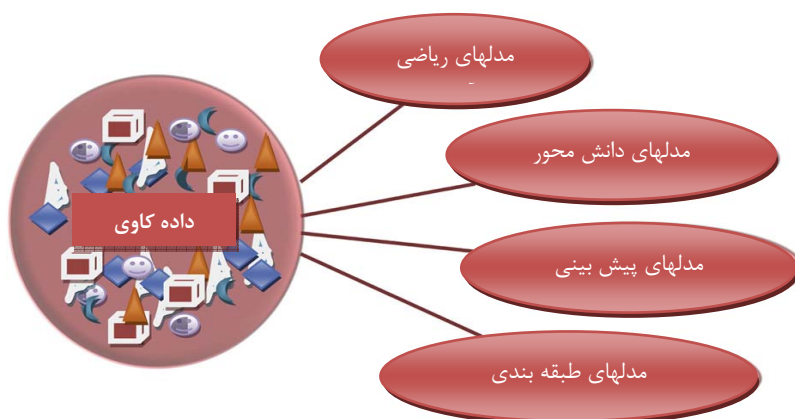 مدلهای ریاضی
مدلهای دانش محور
داده کاوی
مدلهای پیش بینی
مدلهای طبقه بندی